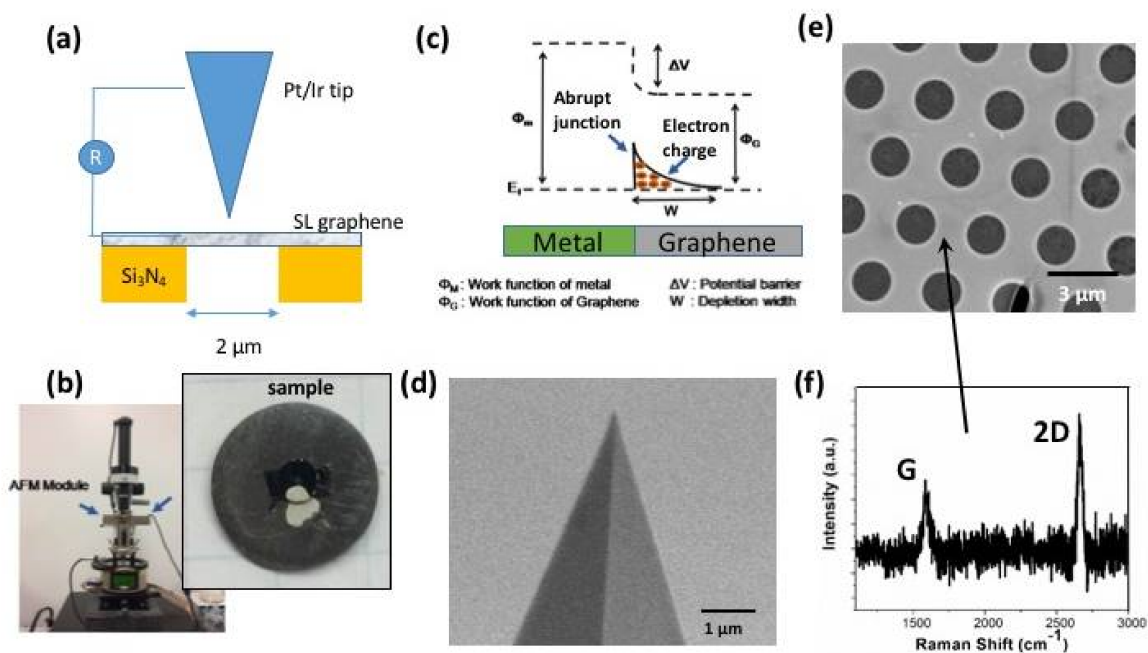 (a)
Pt/Ir tip
R
SL graphene
Si₃N₄
2 μm
(b)
sample
AFM Module
(c)
ΔV
Abrupt
junction
Φm
Electron
charge
ΦG
Ef
W
Metal
Graphene
ΦM : Work function of metal
ΔV : Potential barrier
ΦG : Work function of Graphene
W : Depletion width
(d)
1 μm
(e)
3 μm
(f)
2D
G
Intensity (a.u.)
1500
2000
2500
3000
Raman Shift (cm⁻¹)